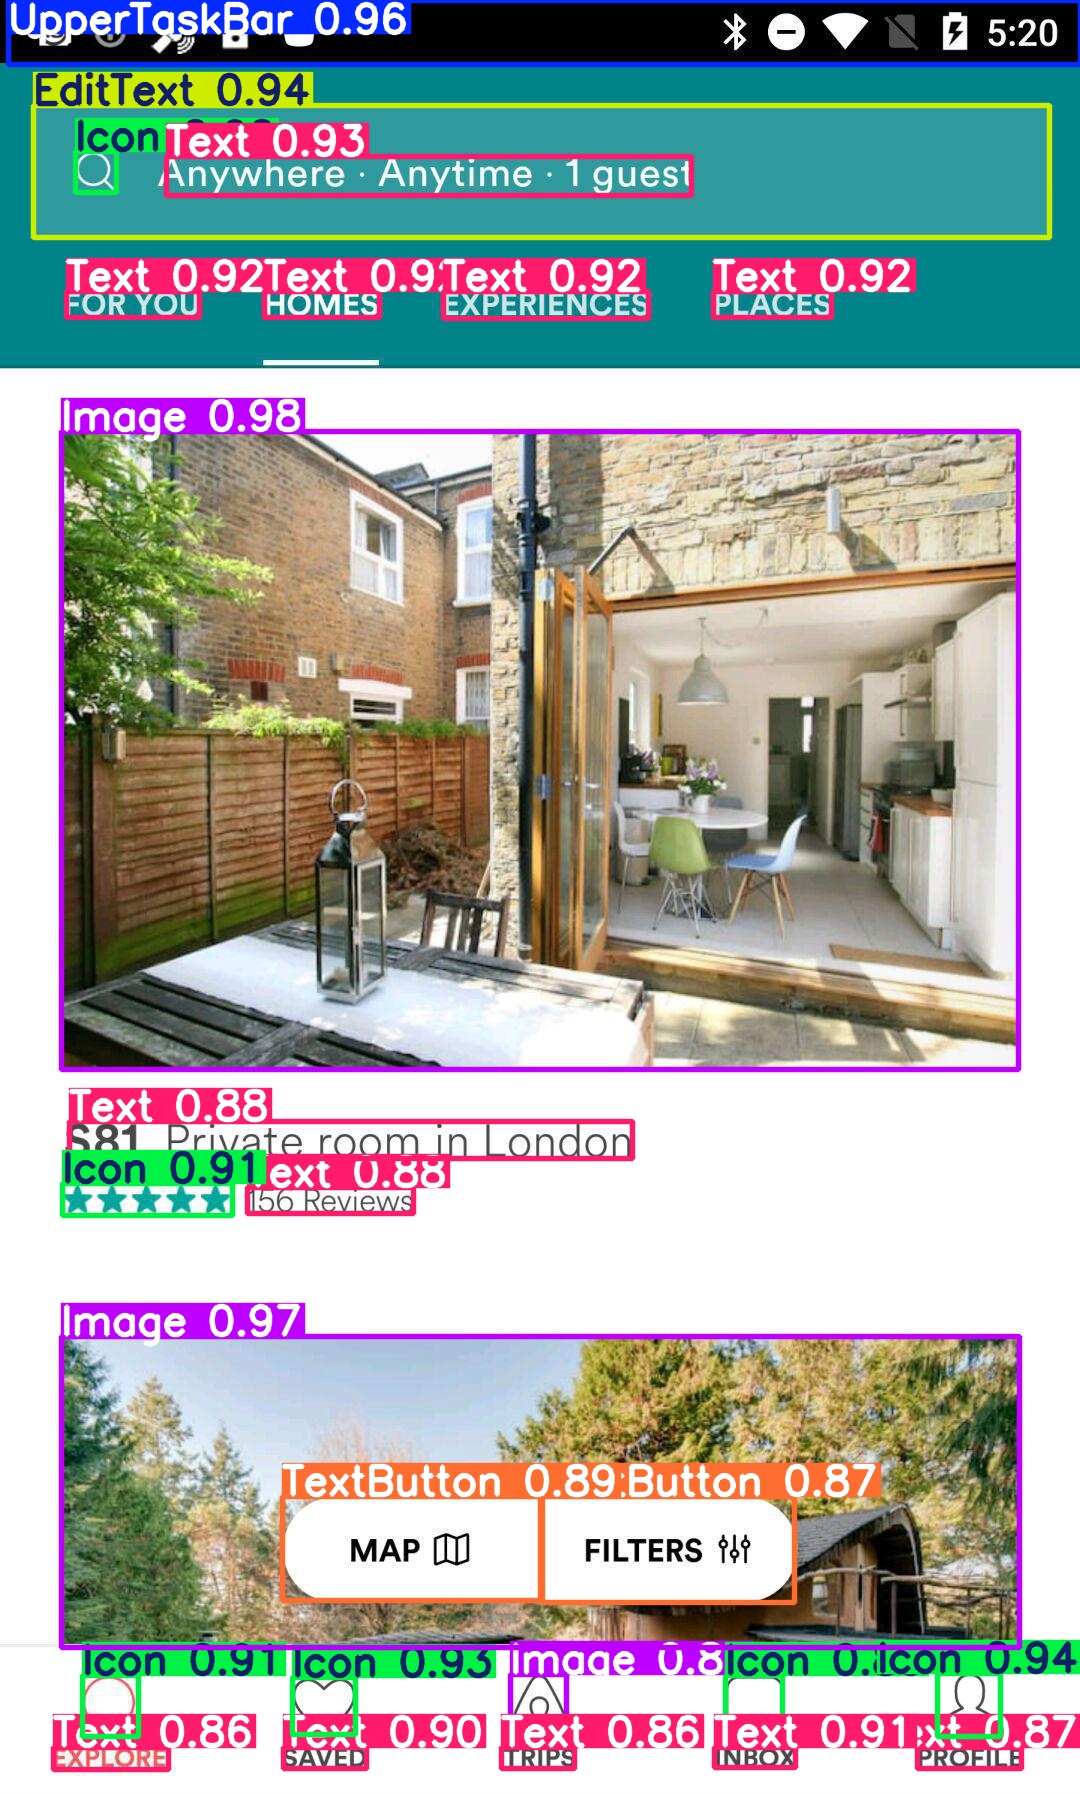 UpperTaskBar 0.96
5:20
EditText 0.94
Icon
Text 0.93
Anywhere · Anytime · 1 guest
Text 0.92 Text 0.9 Text 0.92 Text 0.92
FOR YOU HOMES EXPERIENCES PLACES
Image 0.98
Text 0.88
$81 Private room in London
Icon 0.91 Text 0.88
156 Reviews
Image 0.97
TextButton 0.89 Button 0.87
MAP FILTERS
Icon 0.91 Icon 0.93 Image 0.8 Icon 0. Icon 0.94
Text 0.86 Text 0.90 Text 0.86 Text 0.91 ext 0.87
EXPLORE SAVED TRIPS INBOX PROFILE